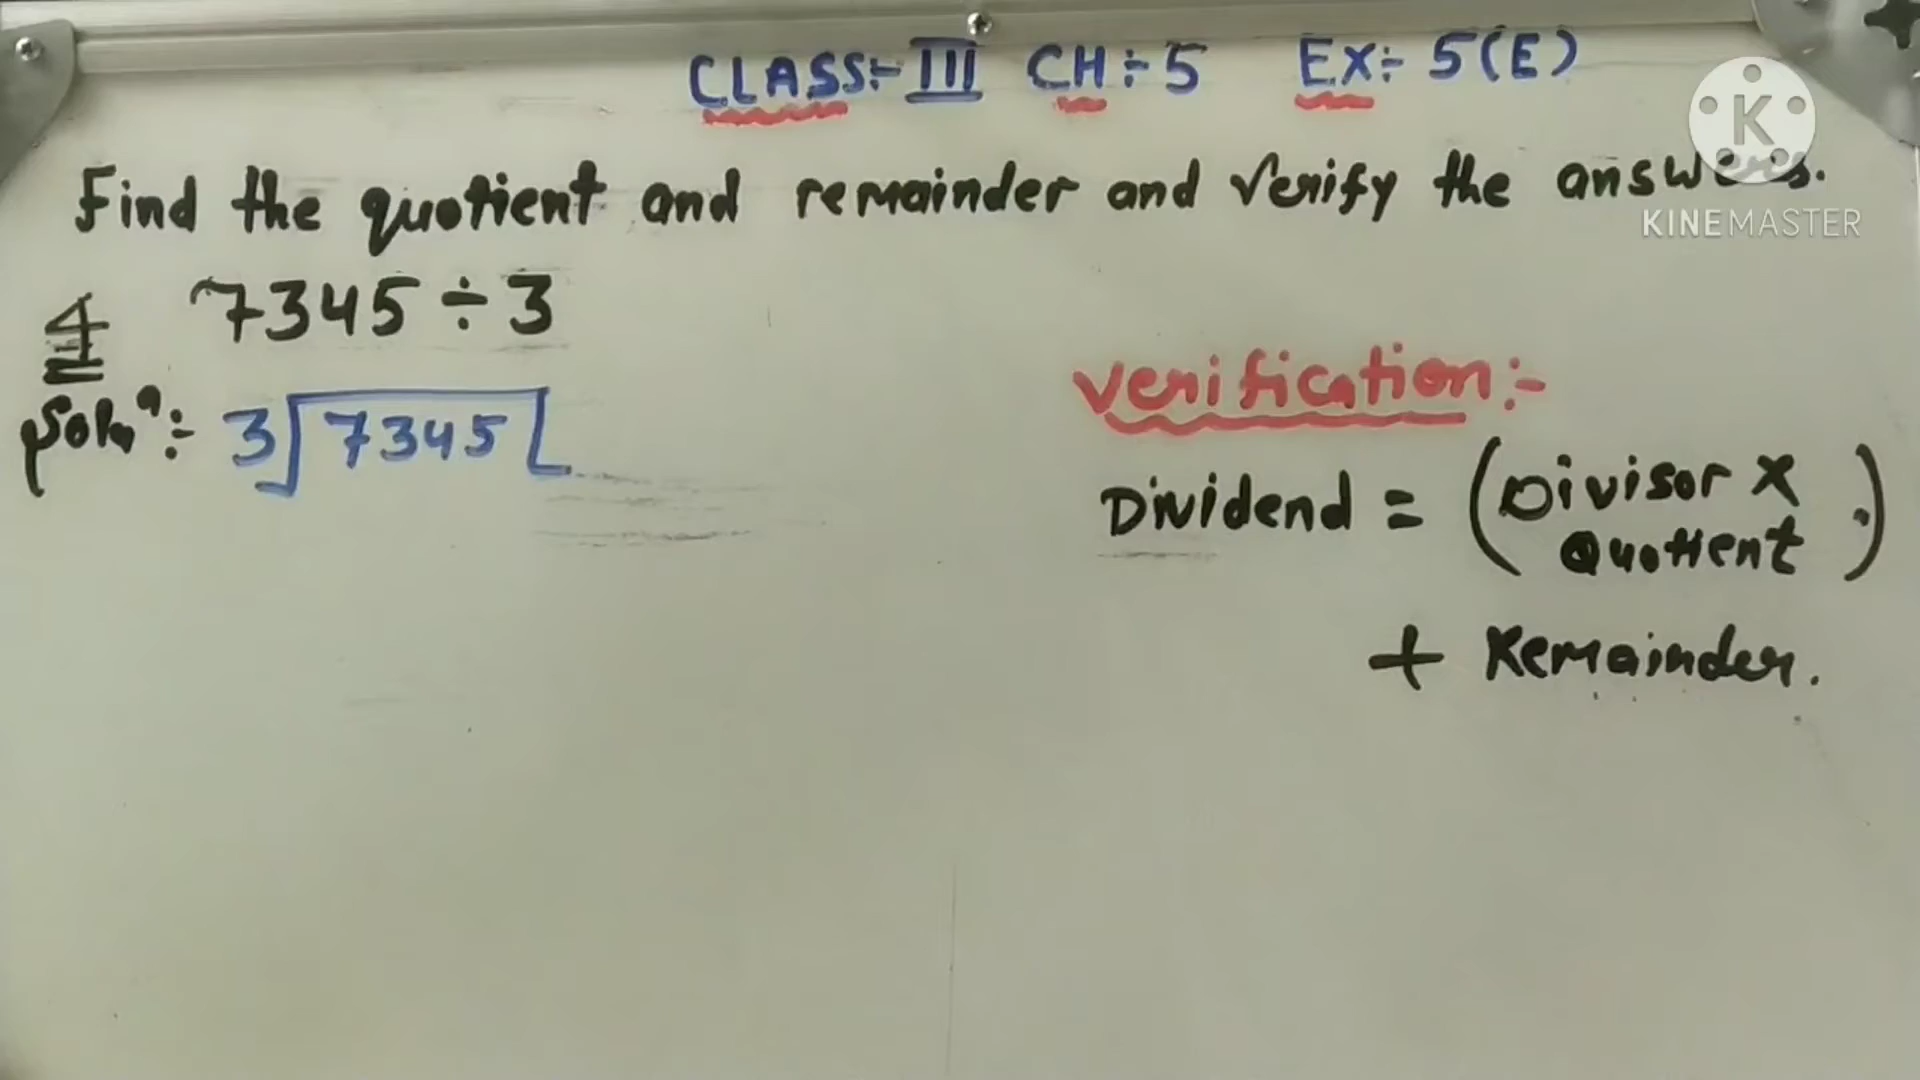 CLASS:- III CH ÷ 5 EX÷ 5(E)
Find the quotient and remainder and verify the answers.
4 7345 ÷ 3
Solnⁿ÷ 3 7345
Verification:-
Dividend = (Divisor X
Quotient)
+ Remainder.
K
KINEMASTER